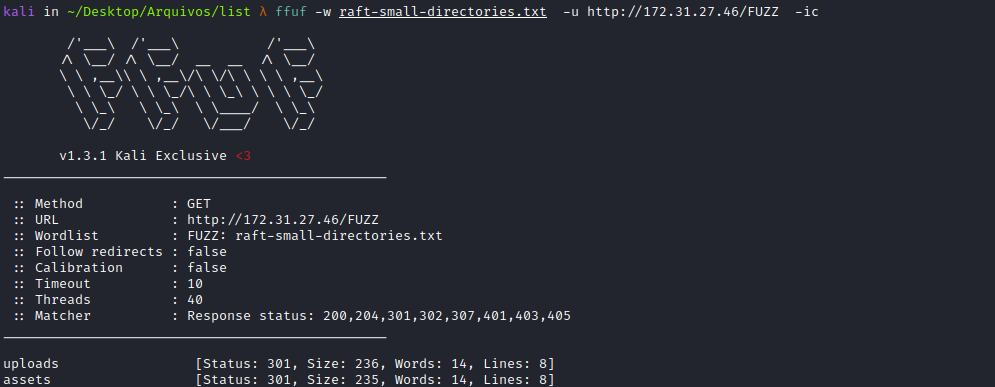 kali in ~/Desktop/Arquivos/list λ ffuf -w raft-small-directories.txt  -u http://172.31.27.46/FUZZ  -ic
        /'___\  /'___\           /'___\
       /\ \__/ /\ \__/  __  __  /\ \__/
       \ \ ,__\\ \ ,__\/\ \/\ \ \ \ ,__\
        \ \ \_/ \ \ \_/\ \ \_\ \ \ \ \_/
         \ \_\   \ \_\  \ \____/  \ \_\
          \/_/    \/_/   \/___/    \/_/
       v1.3.1 Kali Exclusive <3
________________________________________________
 :: Method           : GET
 :: URL              : http://172.31.27.46/FUZZ
 :: Wordlist         : FUZZ: raft-small-directories.txt
 :: Follow redirects : false
 :: Calibration      : false
 :: Timeout          : 10
 :: Threads          : 40
 :: Matcher          : Response status: 200,204,301,302,307,401,403,405
________________________________________________
uploads                 [Status: 301, Size: 236, Words: 14, Lines: 8]
assets                  [Status: 301, Size: 235, Words: 14, Lines: 8]